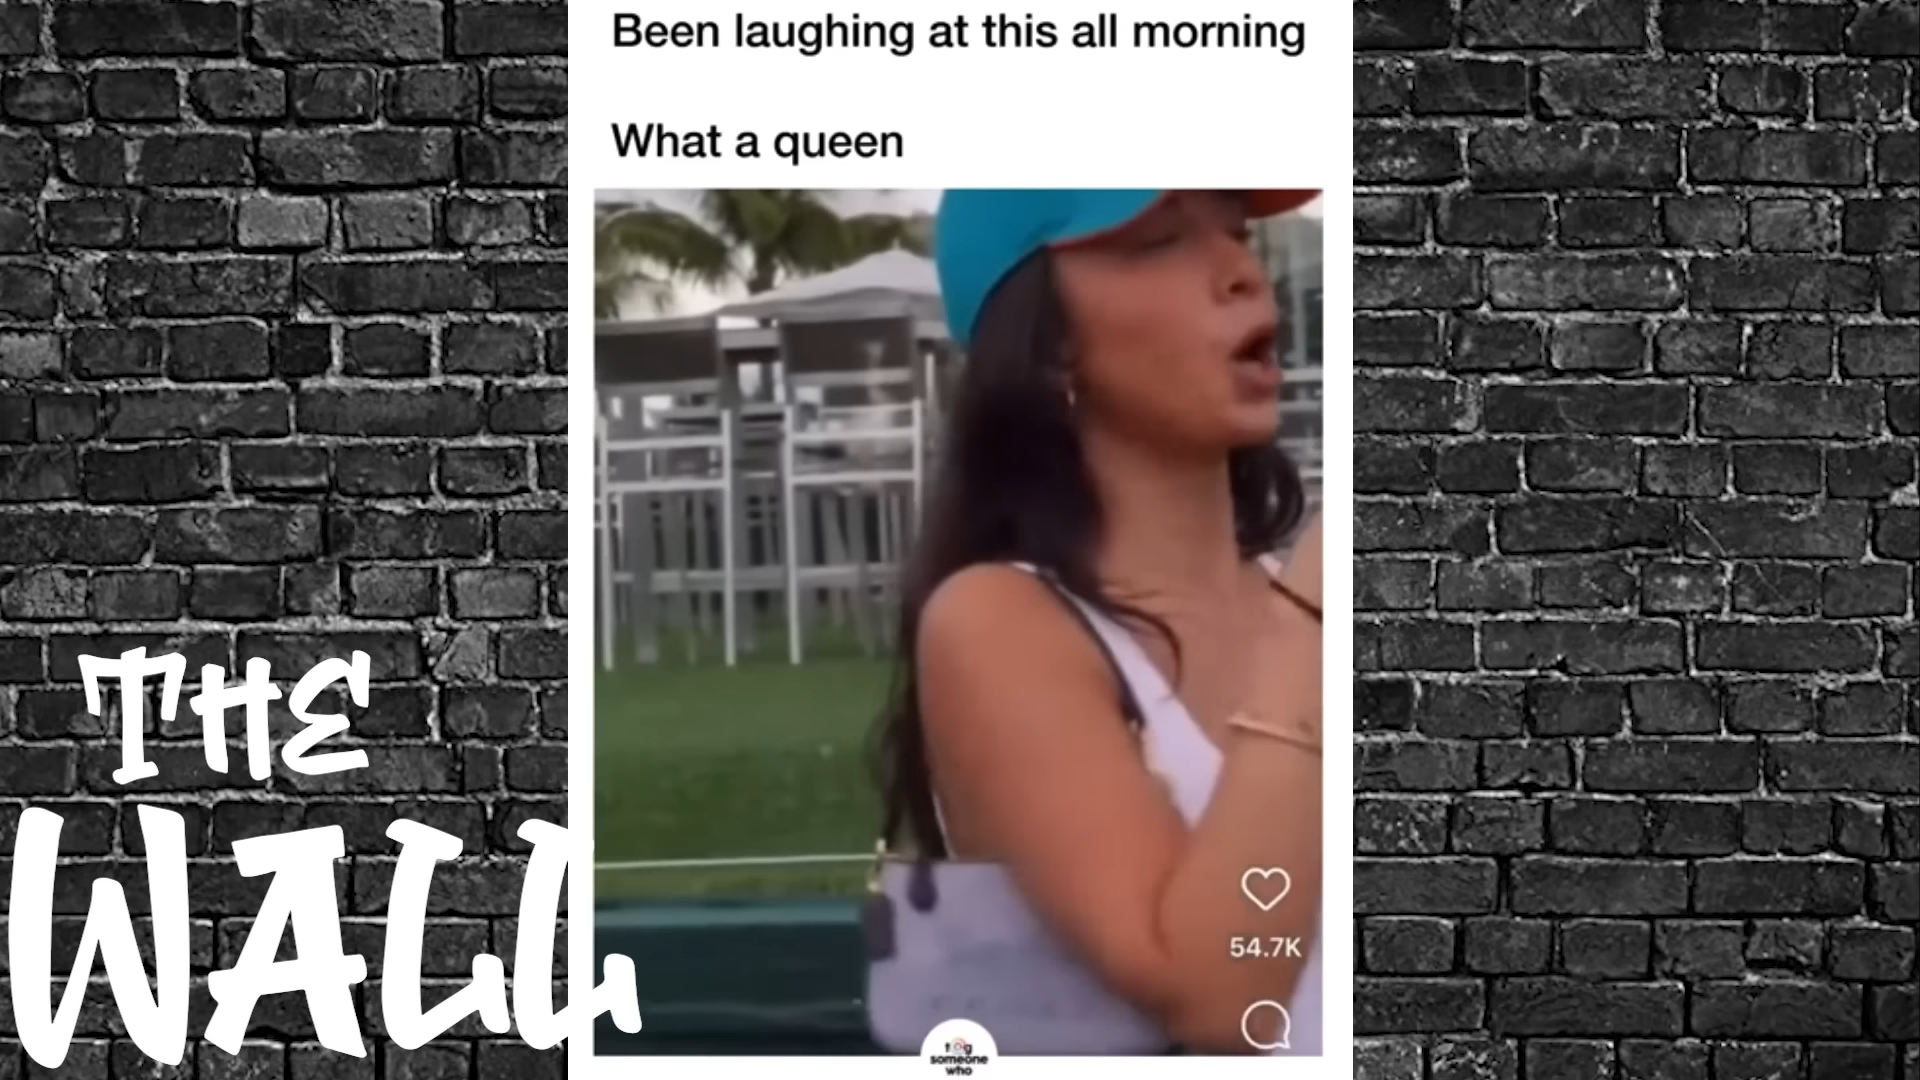 Been laughing at this all morning
What a queen
THE
WALL
54.7K
tag
someone
who